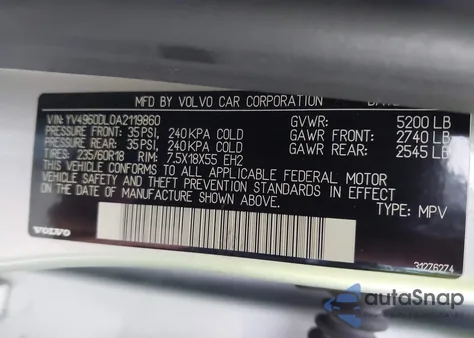 MFD BY VOLVO CAR CORPORATION
VIN: YV4960DL0A2119860 GVWR: 5200 LB
PRESSURE FRONT: 35 PSI, 240 KPA COLD GAWR FRONT: 2740 LB
PRESSURE REAR: 35 PSI, 240 KPA COLD GAWR REAR: 2545 LB
TIRES: 235/60R18 RIM: 7,5X18X55 EH2
THIS VEHICLE CONFORMS TO ALL APPLICABLE FEDERAL MOTOR
VEHICLE SAFETY STANDARDS IN EFFECT ON THE
DATE OF MANUFACTURE SHOWN ABOVE.
TYPE: MPV
VOLVO 31276274
autoSnap